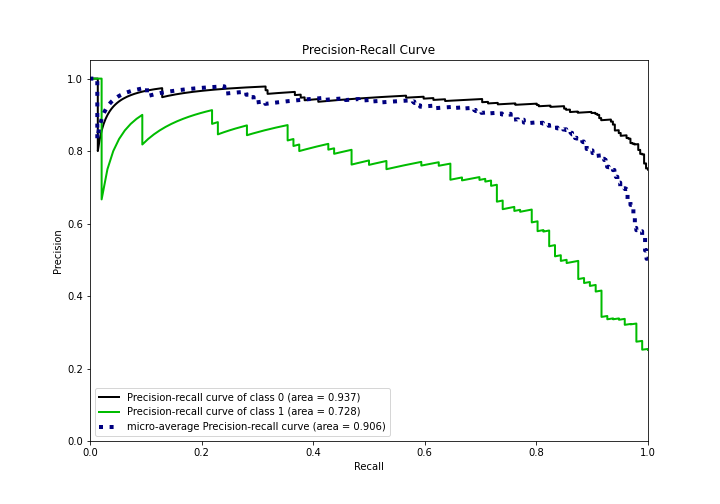 Precision-Recall Curve
1.0
0.8
0.6
0.4
0.2
0.0
Precision
Precision-recall curve of class 0 (area = 0.937)
Precision-recall curve of class 1 (area = 0.728)
micro-average Precision-recall curve (area = 0.906)
0.0 0.2 0.4 0.6 0.8 1.0
Recall